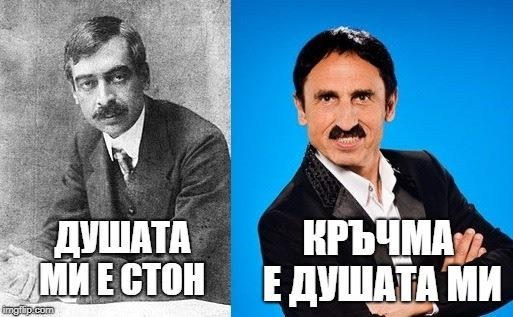 ДУШАТА
МИ Е СТОН
КРЪЧМА
Е ДУШАТА МИ
imgflip.com